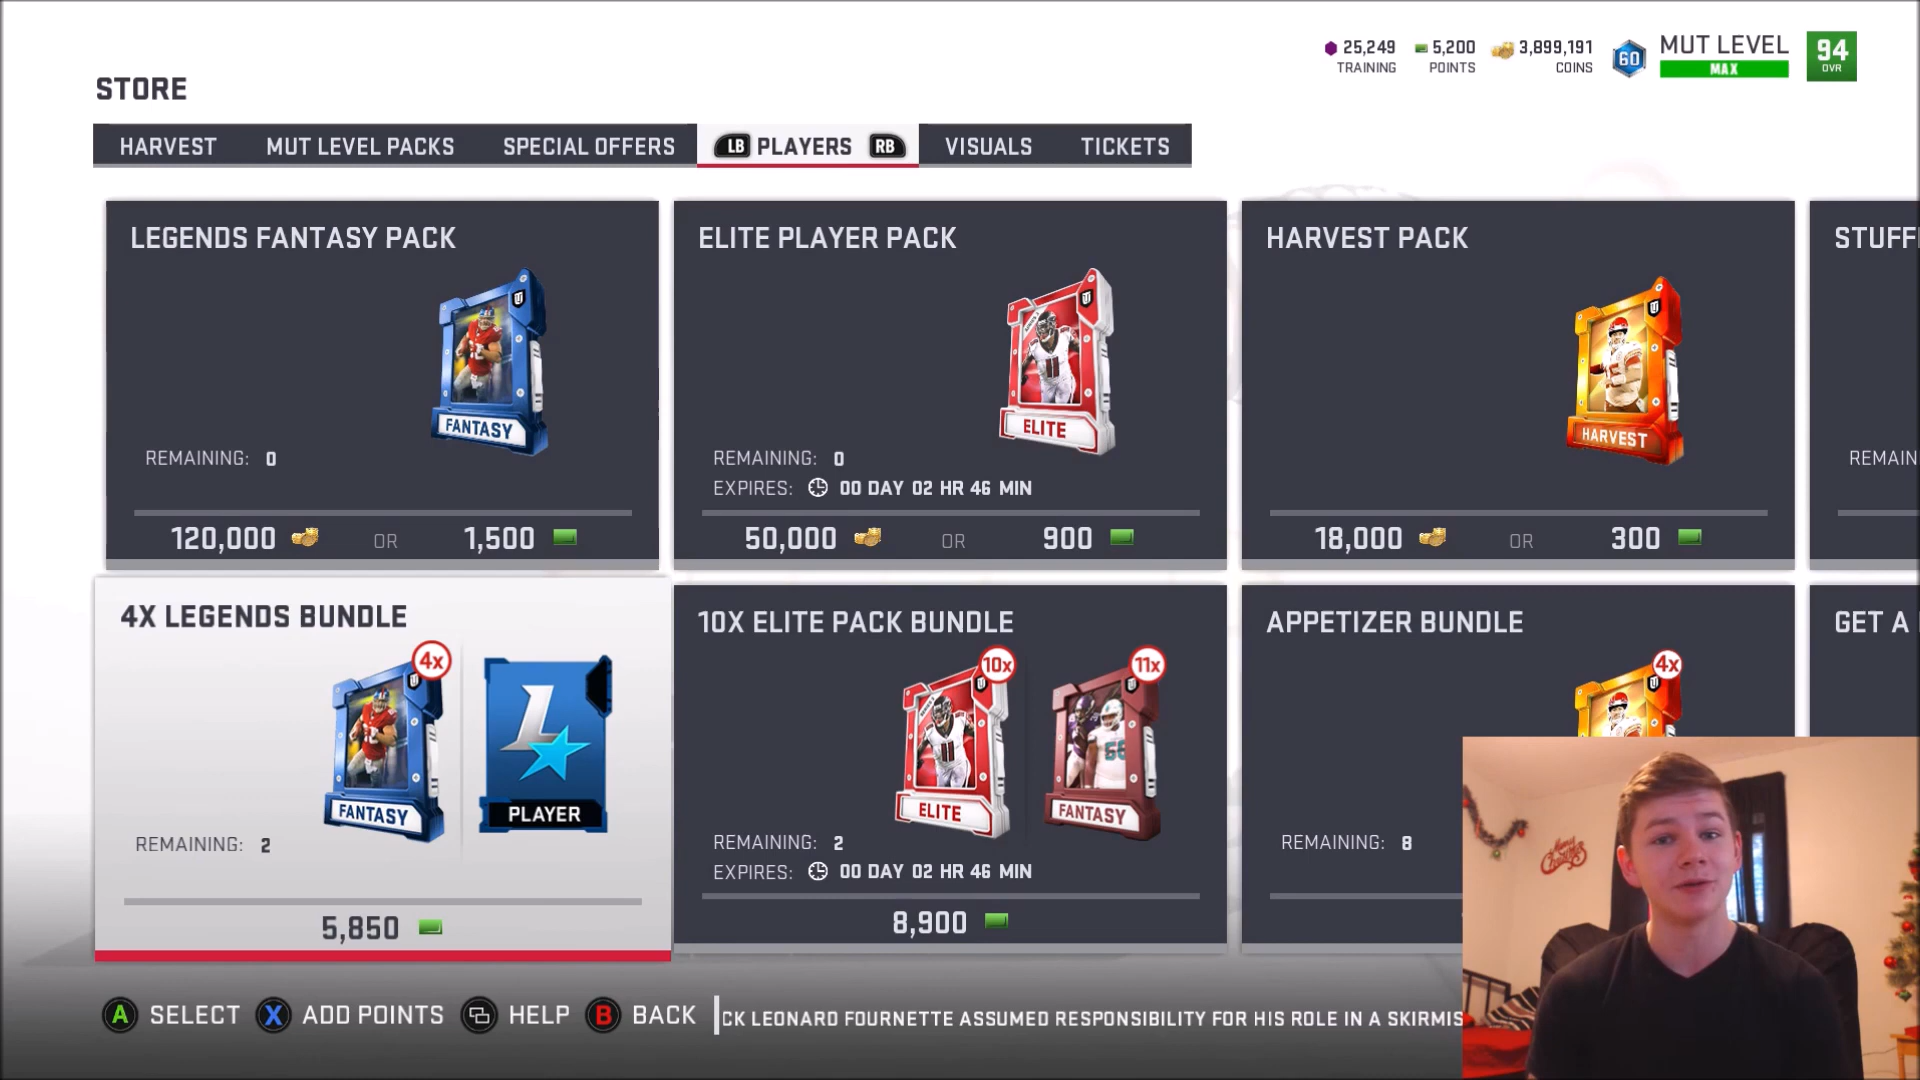 25,249 5,200 3,899,191 60 MUT LEVEL 94
TRAINING POINTS COINS MAX OVR
STORE
HARVEST MUT LEVEL PACKS SPECIAL OFFERS LB PLAYERS RB VISUALS TICKETS
LEGENDS FANTASY PACK
FANTASY
REMAINING: 0
120,000 OR 1,500
ELITE PLAYER PACK
ELITE
REMAINING: 0
EXPIRES: 00 DAY 02 HR 46 MIN
50,000 OR 900
HARVEST PACK
HARVEST
18,000 OR 300
STUFF
REMAIN
4X LEGENDS BUNDLE
4x
FANTASY
L
PLAYER
REMAINING: 2
5,850
10X ELITE PACK BUNDLE
10x 11x
ELITE FANTASY
REMAINING: 2
EXPIRES: 00 DAY 02 HR 46 MIN
8,900
APPETIZER BUNDLE
4x
REMAINING: 8
GET A
Merry Christmas
A SELECT X ADD POINTS HELP B BACK CK LEONARD FOURNETTE ASSUMED RESPONSIBILITY FOR HIS ROLE IN A SKIRMIS